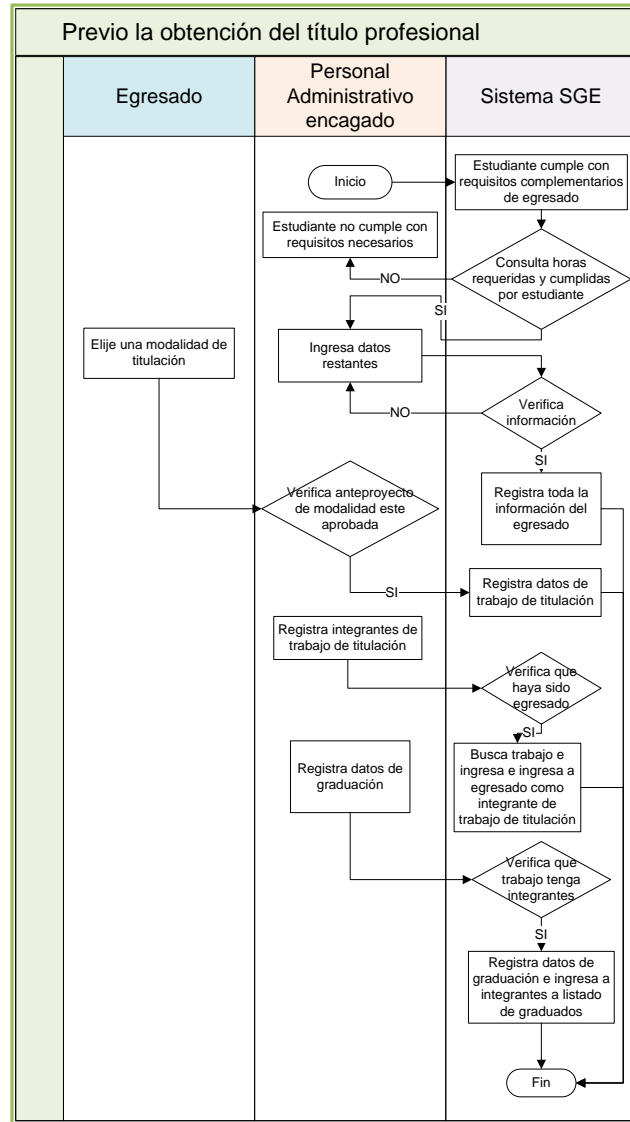 Previo la obtención del título profesional
Egresado
Personal
Administrativo
encagado
Sistema SGE
Inicio
Estudiante cumple con
requisitos complementarios
de egresado
Estudiante no cumple con
requisitos necesarios
Consulta horas
requeridas y cumplidas
por estudiante
NO
SI
Elije una modalidad de
titulación
Ingresa datos
restantes
Verifica
información
NO
SI
Verifica anteproyecto
de modalidad este
aprobada
Registra toda la
información del
egresado
SI
Registra datos de
trabajo de titulación
Registra integrantes de
trabajo de titulación
Verifica que
haya sido
egresado
SI
Registra datos de
graduación
Busca trabajo e
ingresa e ingresa a
egresado como
integrante de
trabajo de titulación
Verifica que
trabajo tenga
integrantes
SI
Registra datos de
graduación e ingresa a
integrantes a listado
de graduados
Fin